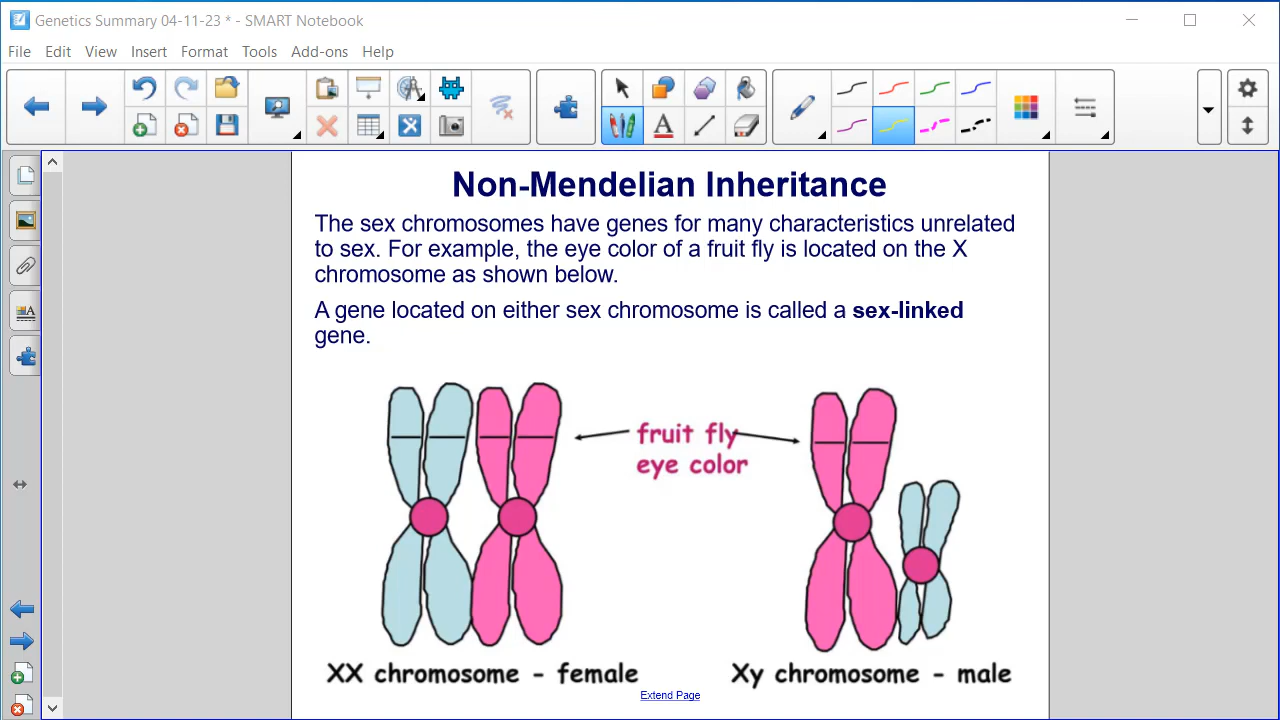 Genetics Summary 04-11-23 * - SMART Notebook
File Edit View Insert Format Tools Add-ons Help
Non-Mendelian Inheritance
The sex chromosomes have genes for many characteristics unrelated
to sex. For example, the eye color of a fruit fly is located on the X
chromosome as shown below.
A gene located on either sex chromosome is called a sex-linked
gene.
fruit fly
eye color
XX chromosome - female
Xy chromosome - male
Extend Page